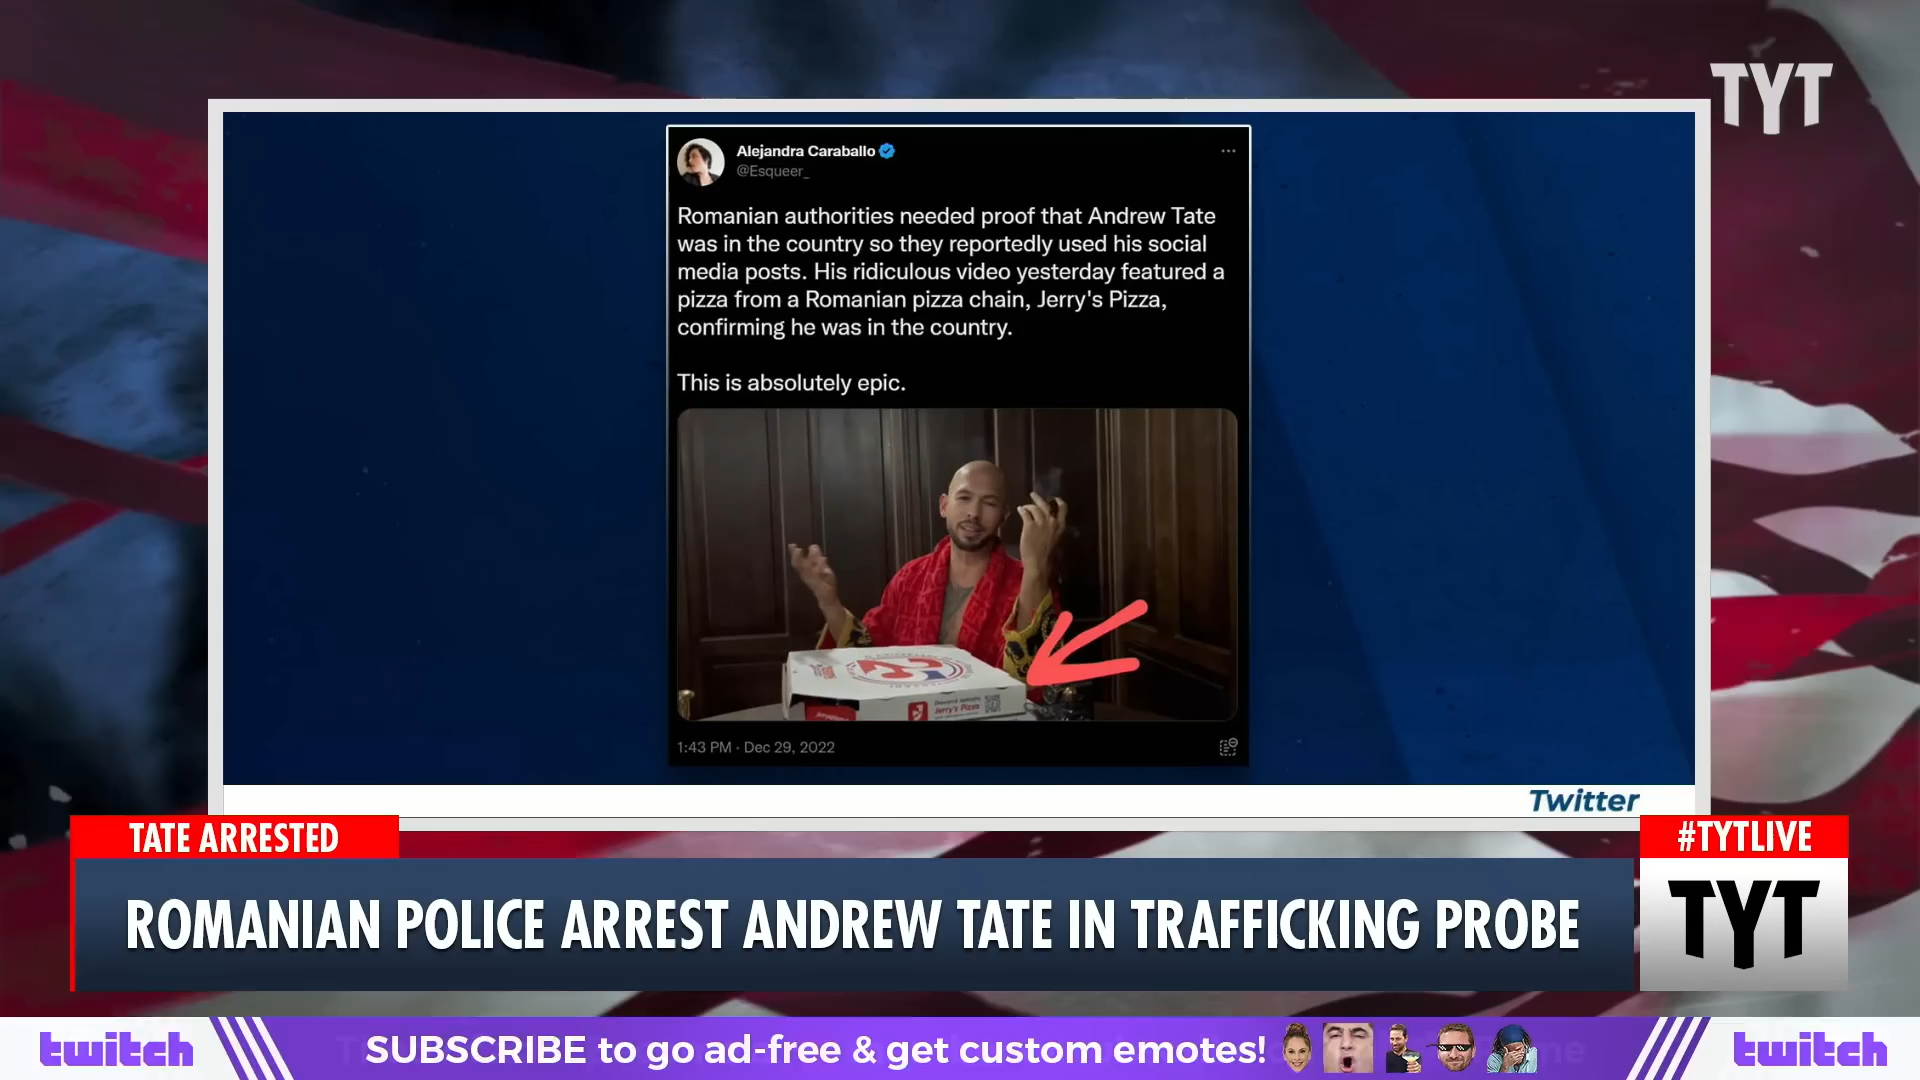 TYT
Alejandra Caraballo
@Esqueer_
Romanian authorities needed proof that Andrew Tate
was in the country so they reportedly used his social
media posts. His ridiculous video yesterday featured a
pizza from a Romanian pizza chain, Jerry's Pizza,
confirming he was in the country.
This is absolutely epic.
Jerry's Pizza
1:43 PM · Dec 29, 2022
Twitter
TATE ARRESTED
#TYTLIVE
ROMANIAN POLICE ARREST ANDREW TATE IN TRAFFICKING PROBE
TYT
twitch
SUBSCRIBE to go ad-free & get custom emotes!
twitch